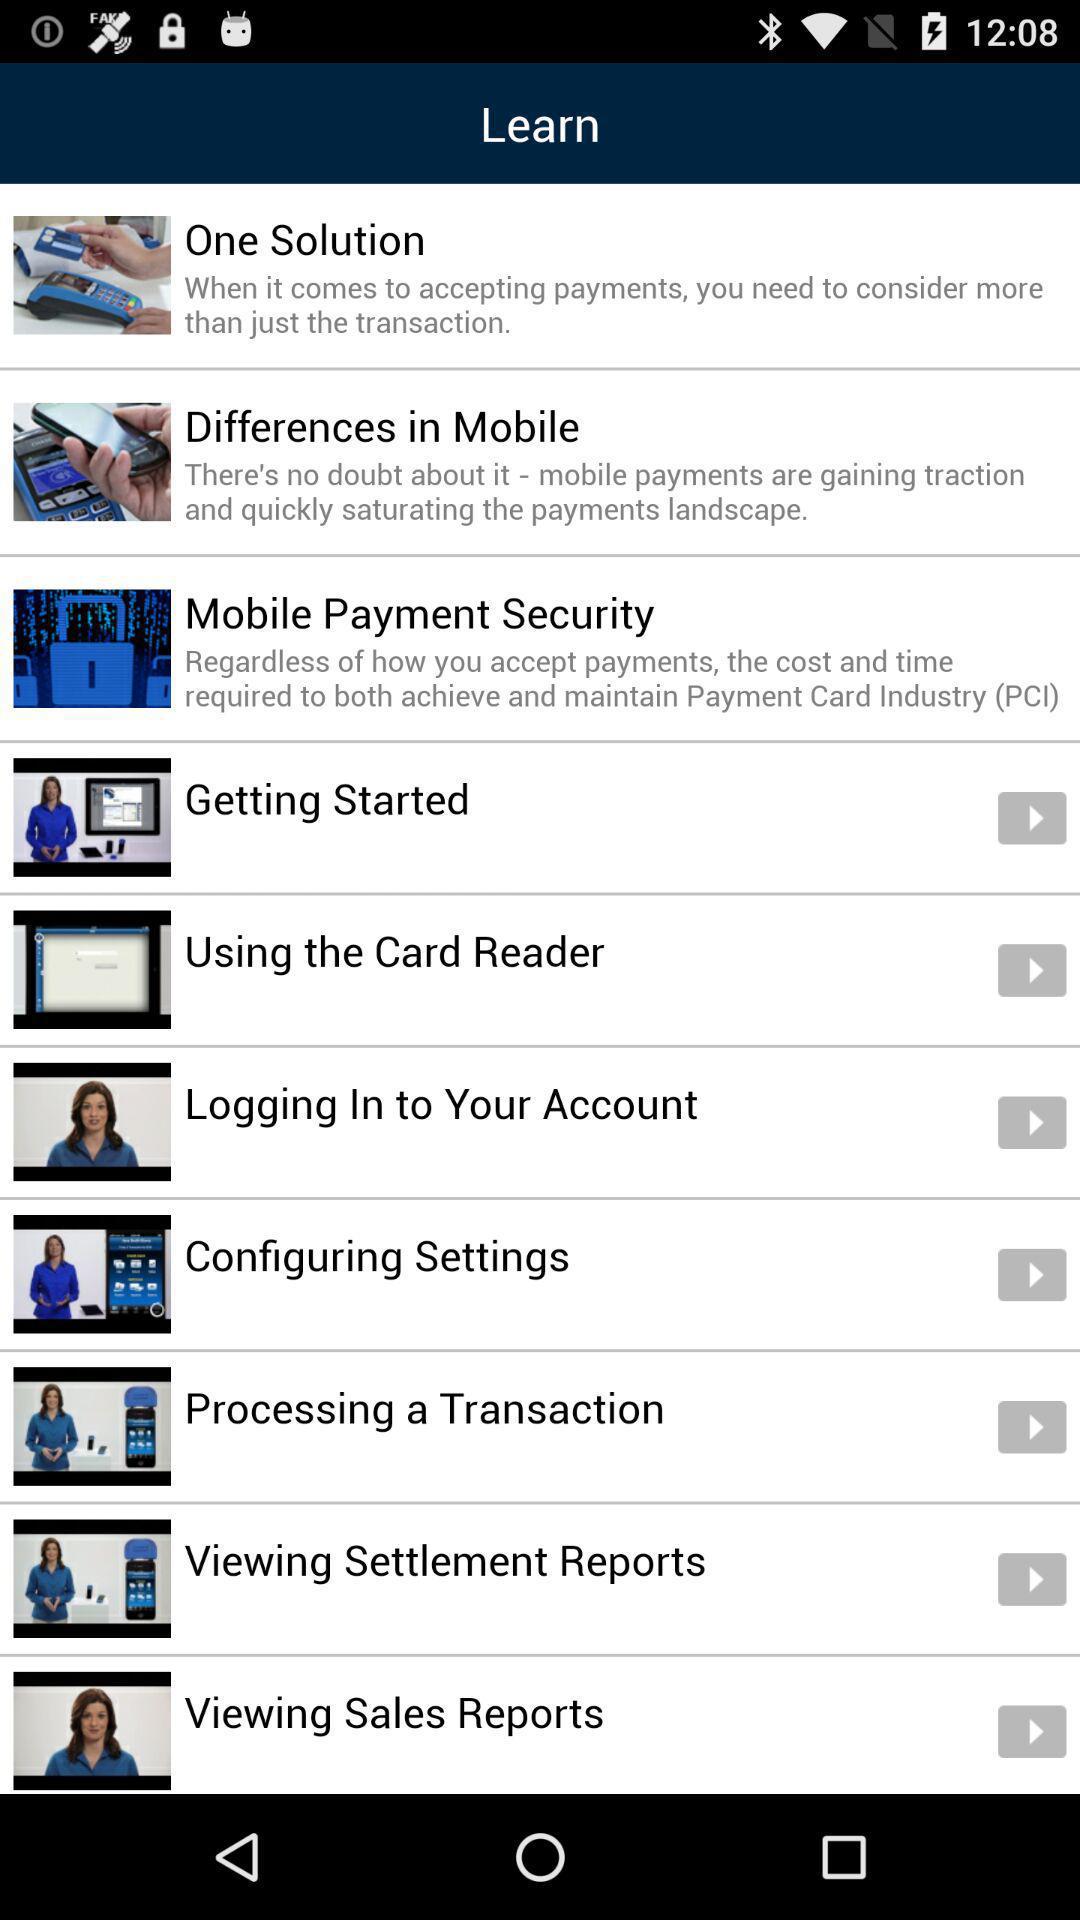 FAKE
12:08
Learn
One Solution
When it comes to accepting payments, you need to consider more
than just the transaction.
Differences in Mobile
There's no doubt about it - mobile payments are gaining traction
and quickly saturating the payments landscape.
Mobile Payment Security
Regardless of how you accept payments, the cost and time
required to both achieve and maintain Payment Card Industry (PCI)
Getting Started
Using the Card Reader
Logging In to Your Account
Configuring Settings
Processing a Transaction
Viewing Settlement Reports
Viewing Sales Reports